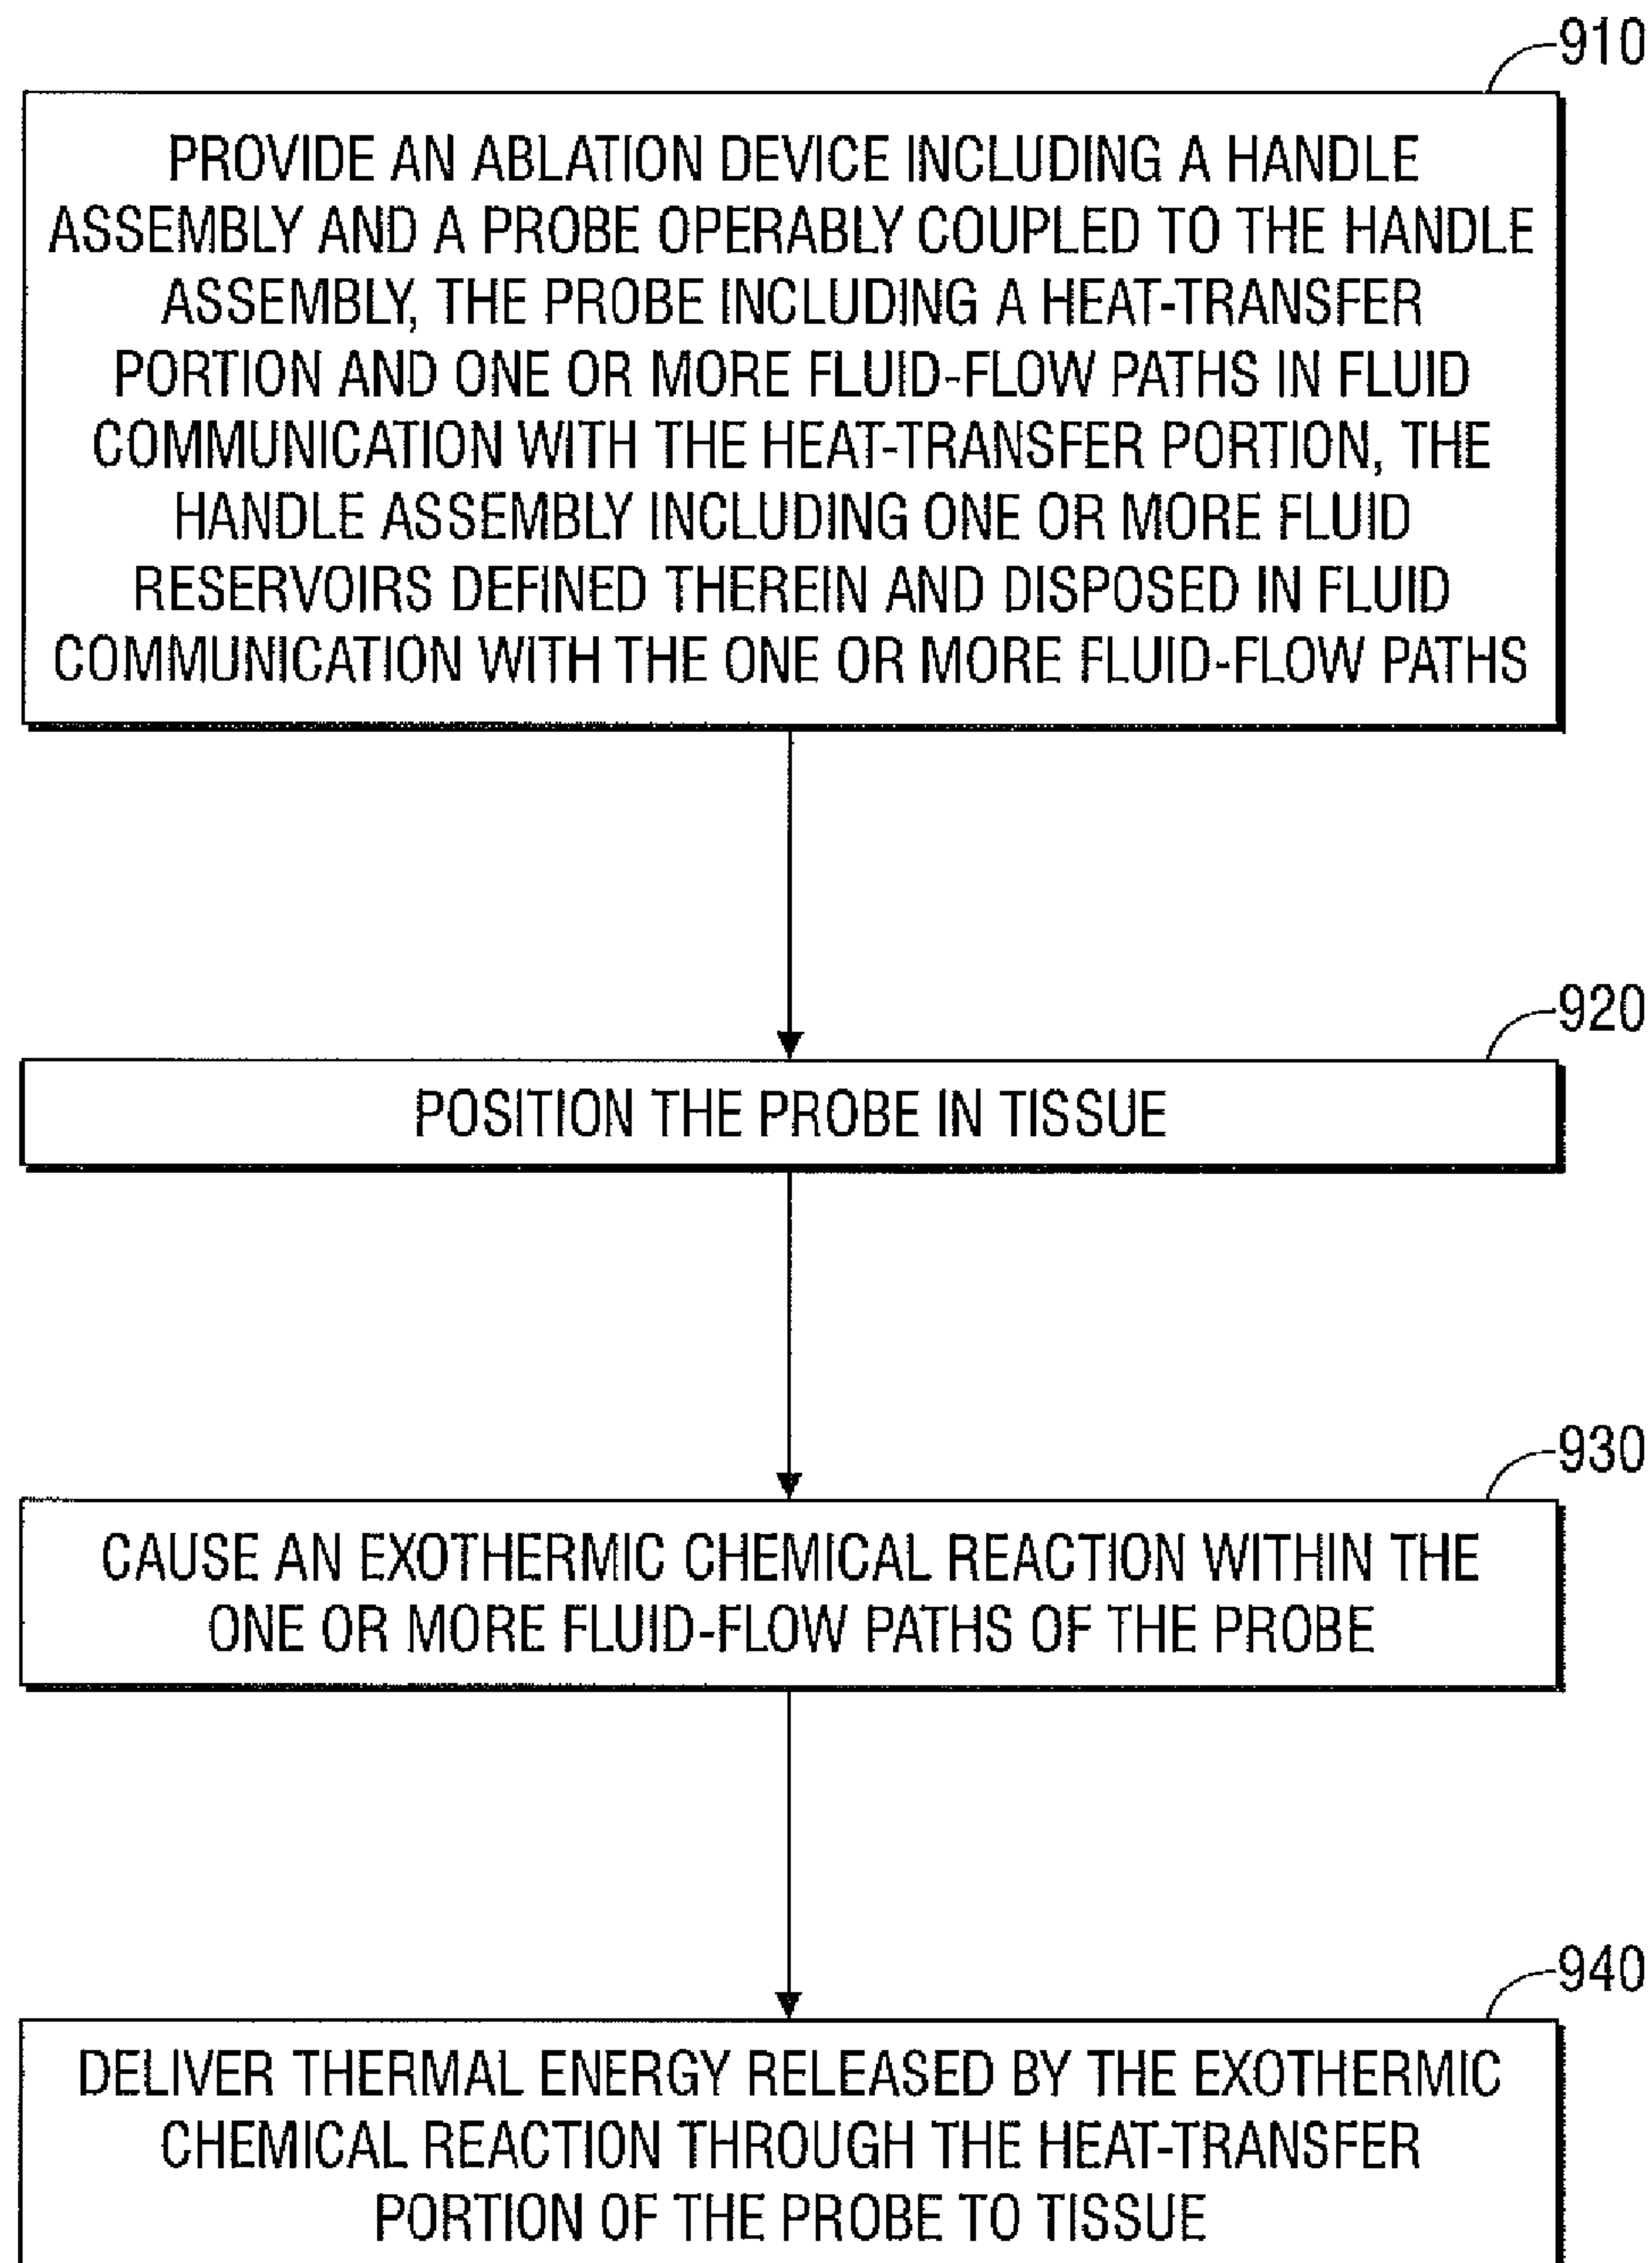 910
PROVIDE AN ABLATION DEVICE INCLUDING A HANDLE
ASSEMBLY AND A PROBE OPERABLY COUPLED TO THE HANDLE
ASSEMBLY, THE PROBE INCLUDING A HEAT-TRANSFER
PORTION AND ONE OR MORE FLUID-FLOW PATHS IN FLUID
COMMUNICATION WITH THE HEAT-TRANSFER PORTION, THE
HANDLE ASSEMBLY INCLUDING ONE OR MORE FLUID
RESERVOIRS DEFINED THEREIN AND DISPOSED IN FLUID
COMMUNICATION WITH THE ONE OR MORE FLUID-FLOW PATHS
920
POSITION THE PROBE IN TISSUE
930
CAUSE AN EXOTHERMIC CHEMICAL REACTION WITHIN THE
ONE OR MORE FLUID-FLOW PATHS OF THE PROBE
940
DELIVER THERMAL ENERGY RELEASED BY THE EXOTHERMIC
CHEMICAL REACTION THROUGH THE HEAT-TRANSFER
PORTION OF THE PROBE TO TISSUE